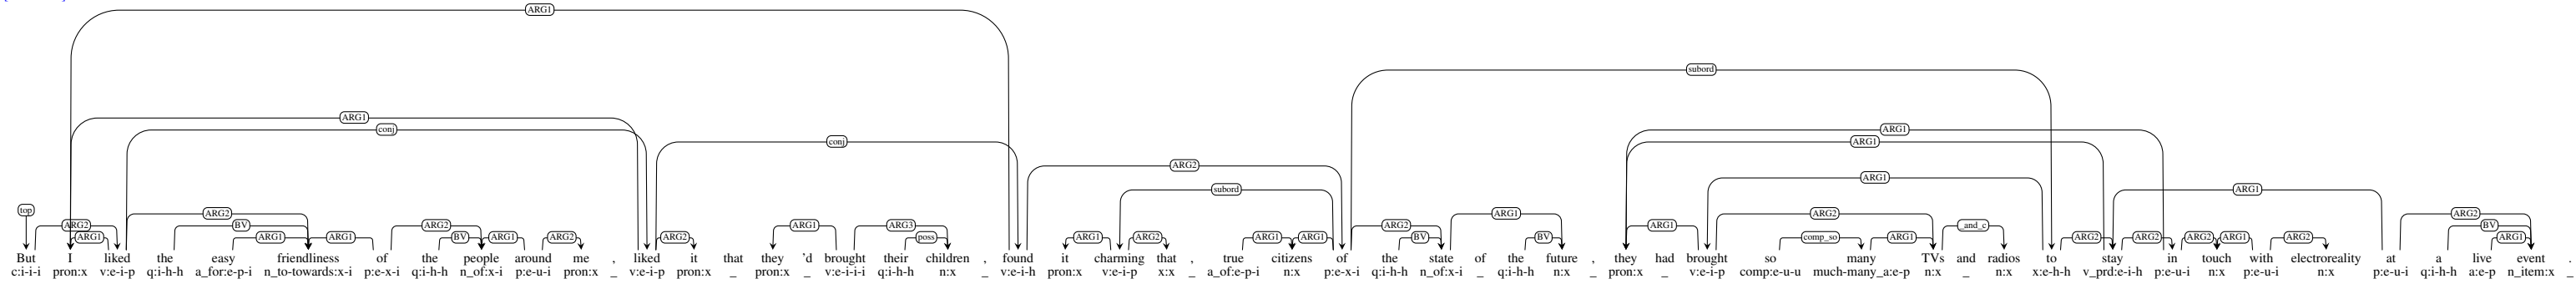 ARG1
subord
ARG1
conj ARG1
conj ARG1
ARG2
ARG1
subord ARG1
top ARG2 ARG1 ARG2
ARG2 BV ARG2 ARG2 ARG1 ARG3 ARG2 ARG1 ARG2 _and_c BV
ARG1 ARG1 ARG1 BV ARG1 ARG2 ARG2 poss ARG1 ARG2 ARG1 ARG1 BV BV comp_so ARG1 ARG2 ARG2 ARG2 ARG1 ARG2 ARG1
But I liked the easy friendliness of the people around me , liked it that they 'd brought their children , found it charming that , true citizens of the state of the future , they had brought so many TVs and radios to stay in touch with electroreality at a live event .
c:i-i-i pron:x v:e-i-p q:i-h-h a_for:e-p-i n_to-towards:x-i p:e-x-i q:i-h-h n_of:x-i p:e-u-i pron:x _ v:e-i-p pron:x _ pron:x _ v:e-i-i-i q:i-h-h n:x _ v:e-i-h pron:x v:e-i-p x:x _ a_of:e-p-i n:x p:e-x-i q:i-h-h n_of:x-i _ q:i-h-h n:x _ pron:x _ v:e-i-p comp:e-u-u much-many_a:e-p n:x _ n:x x:e-h-h v_prd:e-i-h p:e-u-i n:x p:e-u-i n:x p:e-u-i q:i-h-h a:e-p n_item:x _